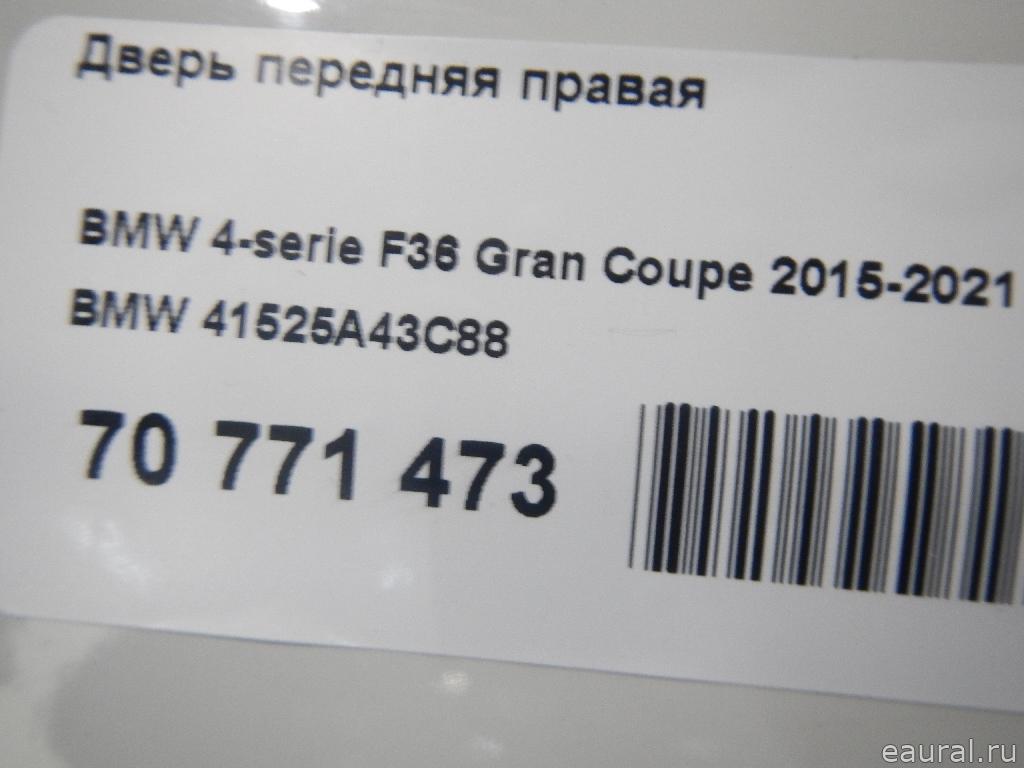 Дверь передняя правая
BMW 4-serie F36 Gran Coupe 2015-2021
BMW 41525A43C88
70 771 473
eaural.ru